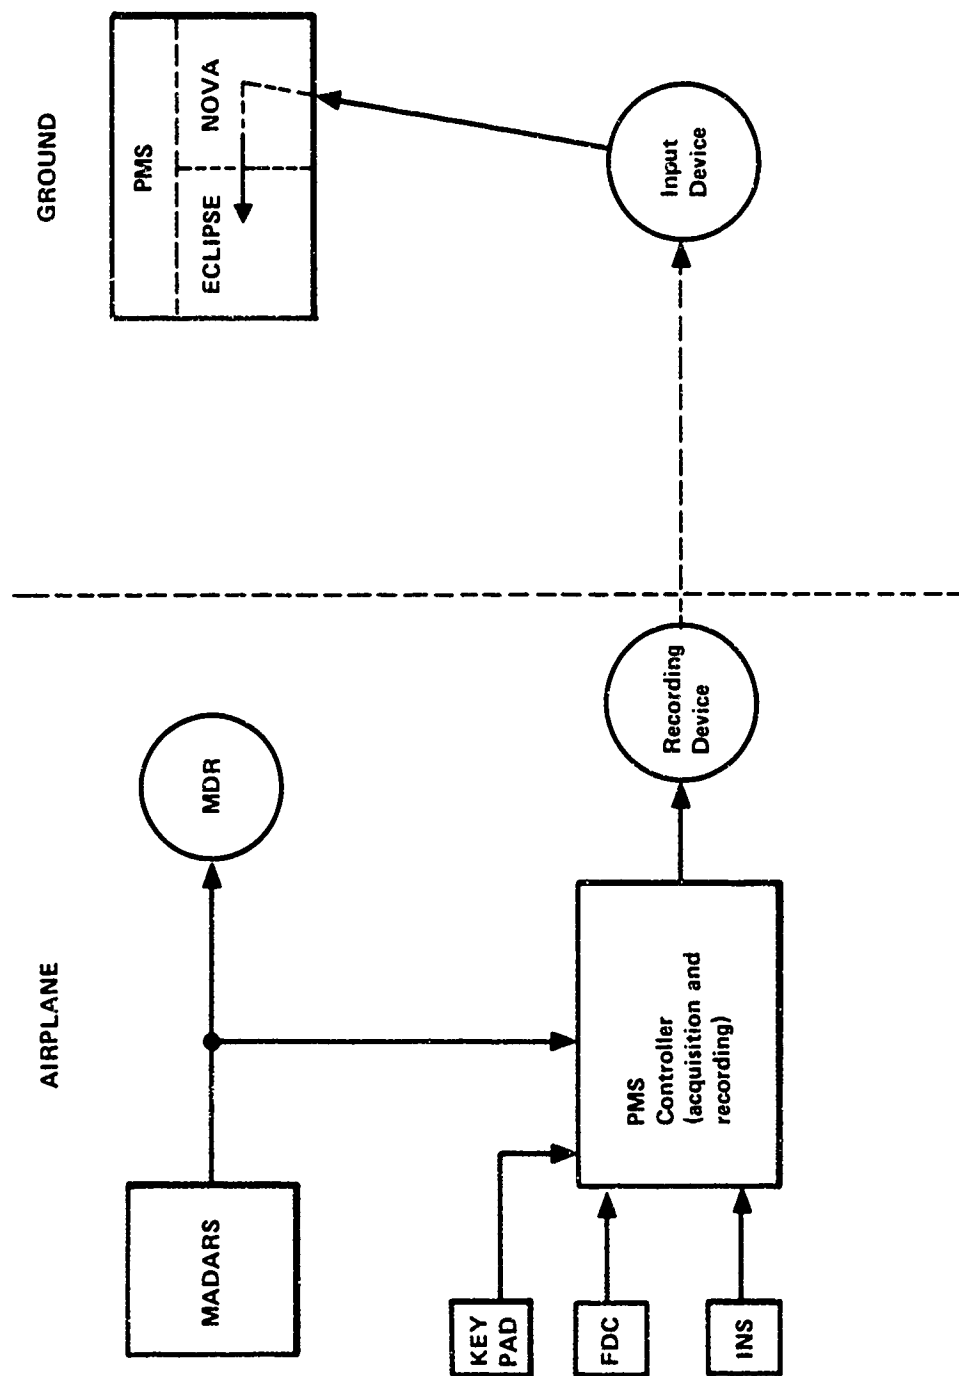 AIRPLANE
GROUND
MADARS
MDR
PMS
ECLIPSE
NOVA
KEY
PAD
FDC
INS
PMS
Controller
(acquisition and
recording)
Recording
Device
Input
Device